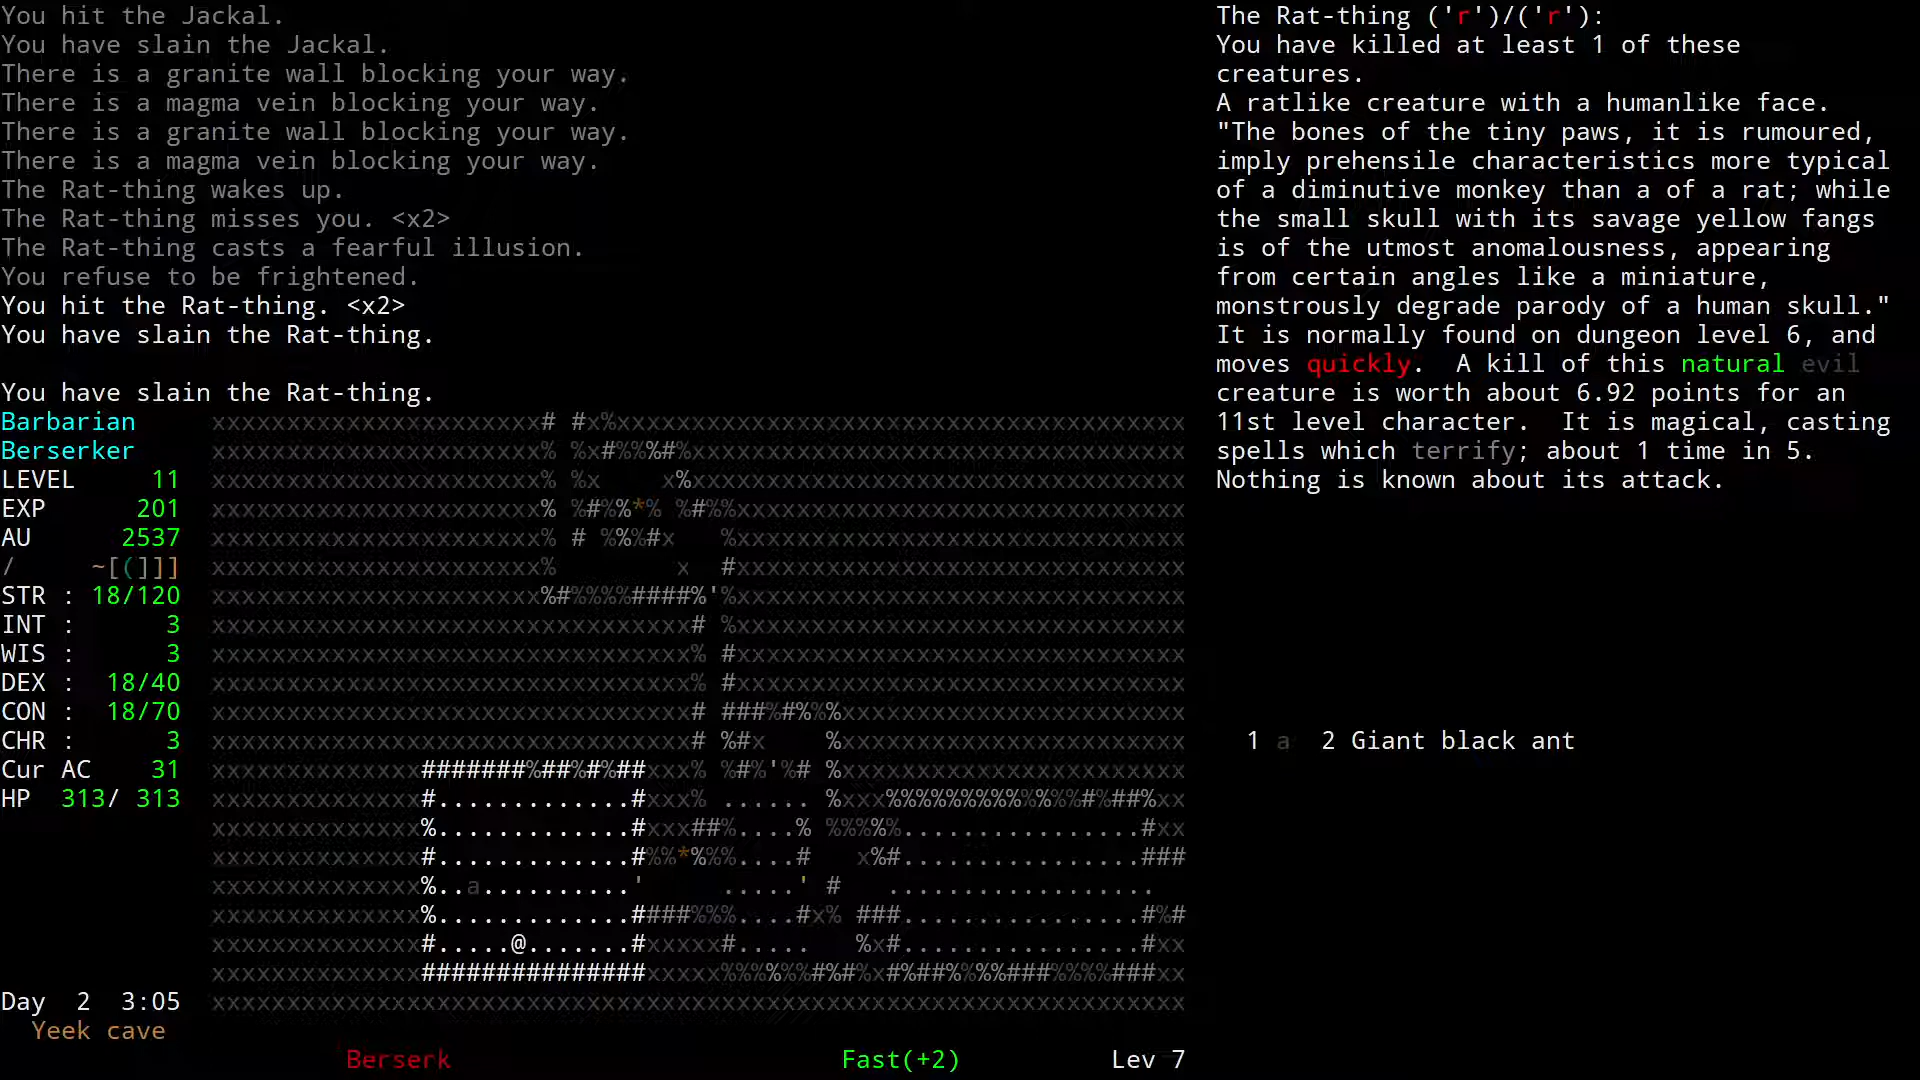 You hit the Jackal.
You have slain the Jackal.
There is a granite wall blocking your way.
There is a magma vein blocking your way.
There is a granite wall blocking your way.
There is a magma vein blocking your way.
The Rat-thing wakes up.
The Rat-thing misses you. <x2>
The Rat-thing casts a fearful illusion.
You refuse to be frightened.
You hit the Rat-thing. <x2>
You have slain the Rat-thing.
You have slain the Rat-thing.
Barbarian
Berserker
LEVEL 11
EXP 201
AU 2537
/ ~[(]]]
STR : 18/120
INT : 3
WIS : 3
DEX : 18/40
CON : 18/70
CHR : 3
Cur AC 31
HP 313/ 313
Day 2 3:05
Yeek cave
Berserk Fast(+2) Lev 7
The Rat-thing ('r')/('r'):
You have killed at least 1 of these
creatures.
A ratlike creature with a humanlike face.
"The bones of the tiny paws, it is rumoured,
imply prehensile characteristics more typical
of a diminutive monkey than a of a rat; while
the small skull with its savage yellow fangs
is of the utmost anomalousness, appearing
from certain angles like a miniature,
monstrously degrade parody of a human skull."
It is normally found on dungeon level 6, and
moves quickly. A kill of this natural evil
creature is worth about 6.92 points for an
11st level character. It is magical, casting
spells which terrify; about 1 time in 5.
Nothing is known about its attack.
1 a 2 Giant black ant